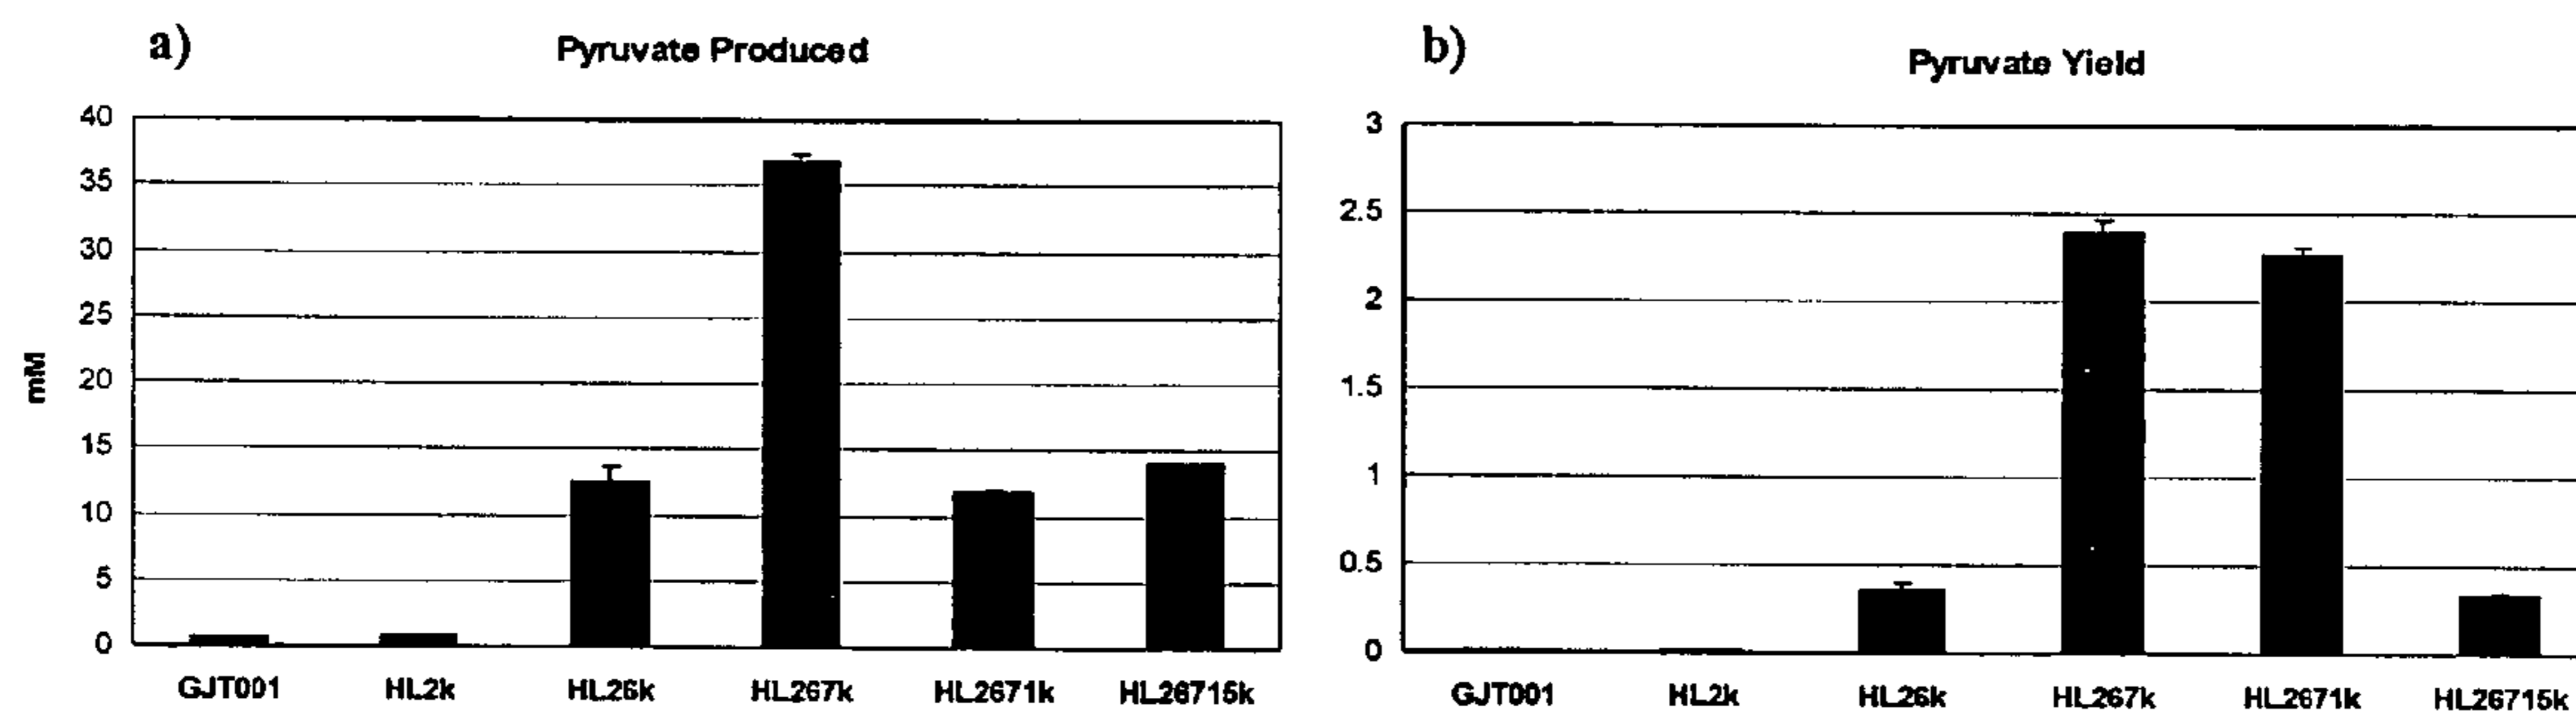 a)
Pyruvate Produced
40
35
30
25
20
15
10
5
0
mM
GJT001 HL2k HL26k HL267k HL2671k HL26715k
b)
Pyruvate Yield
3
2.5
2
1.5
1
0.5
0
GJT001 HL2k HL26k HL267k HL2671k HL26715k